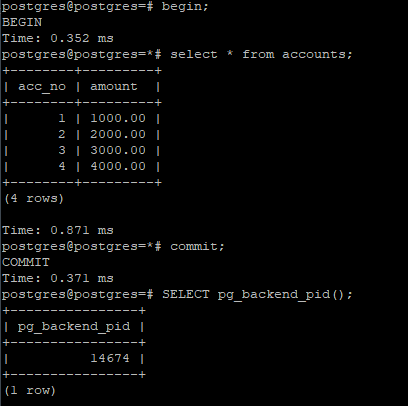 postgres@postgres=# begin;
BEGIN
Time: 0.352 ms
postgres@postgres=*# select * from accounts;
+--------+---------+
| acc_no | amount  |
+--------+---------+
|      1 | 1000.00 |
|      2 | 2000.00 |
|      3 | 3000.00 |
|      4 | 4000.00 |
+--------+---------+
(4 rows)

Time: 0.871 ms
postgres@postgres=*# commit;
COMMIT
Time: 0.371 ms
postgres@postgres=# SELECT pg_backend_pid();
+----------------+
| pg_backend_pid |
+----------------+
|          14674 |
+----------------+
(1 row)